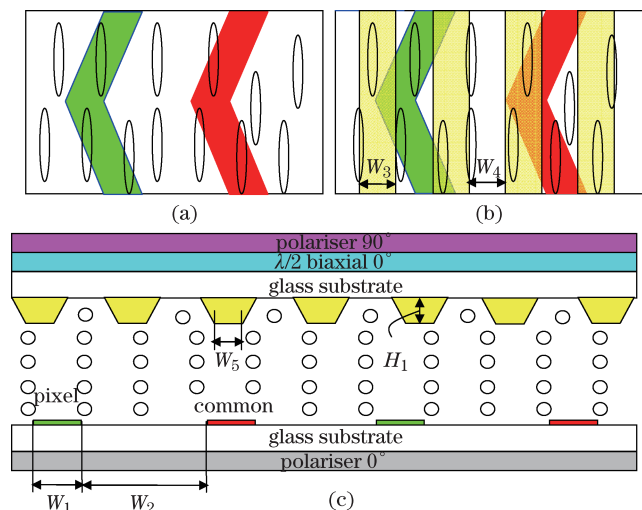 (a)
W3
W4
(b)
polariser 90°
λ/2 biaxial 0°
glass substrate
W5
H1
pixel
common
glass substrate
polariser 0°
W1
W2
(c)